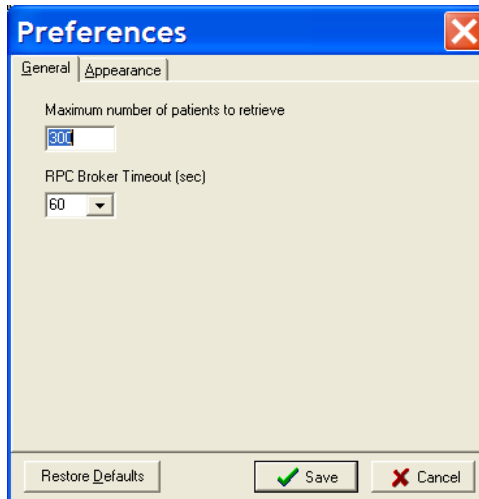 Preferences
General Appearance
Maximum number of patients to retrieve
300
RPC Broker Timeout (sec)
60
Restore Defaults Save Cancel